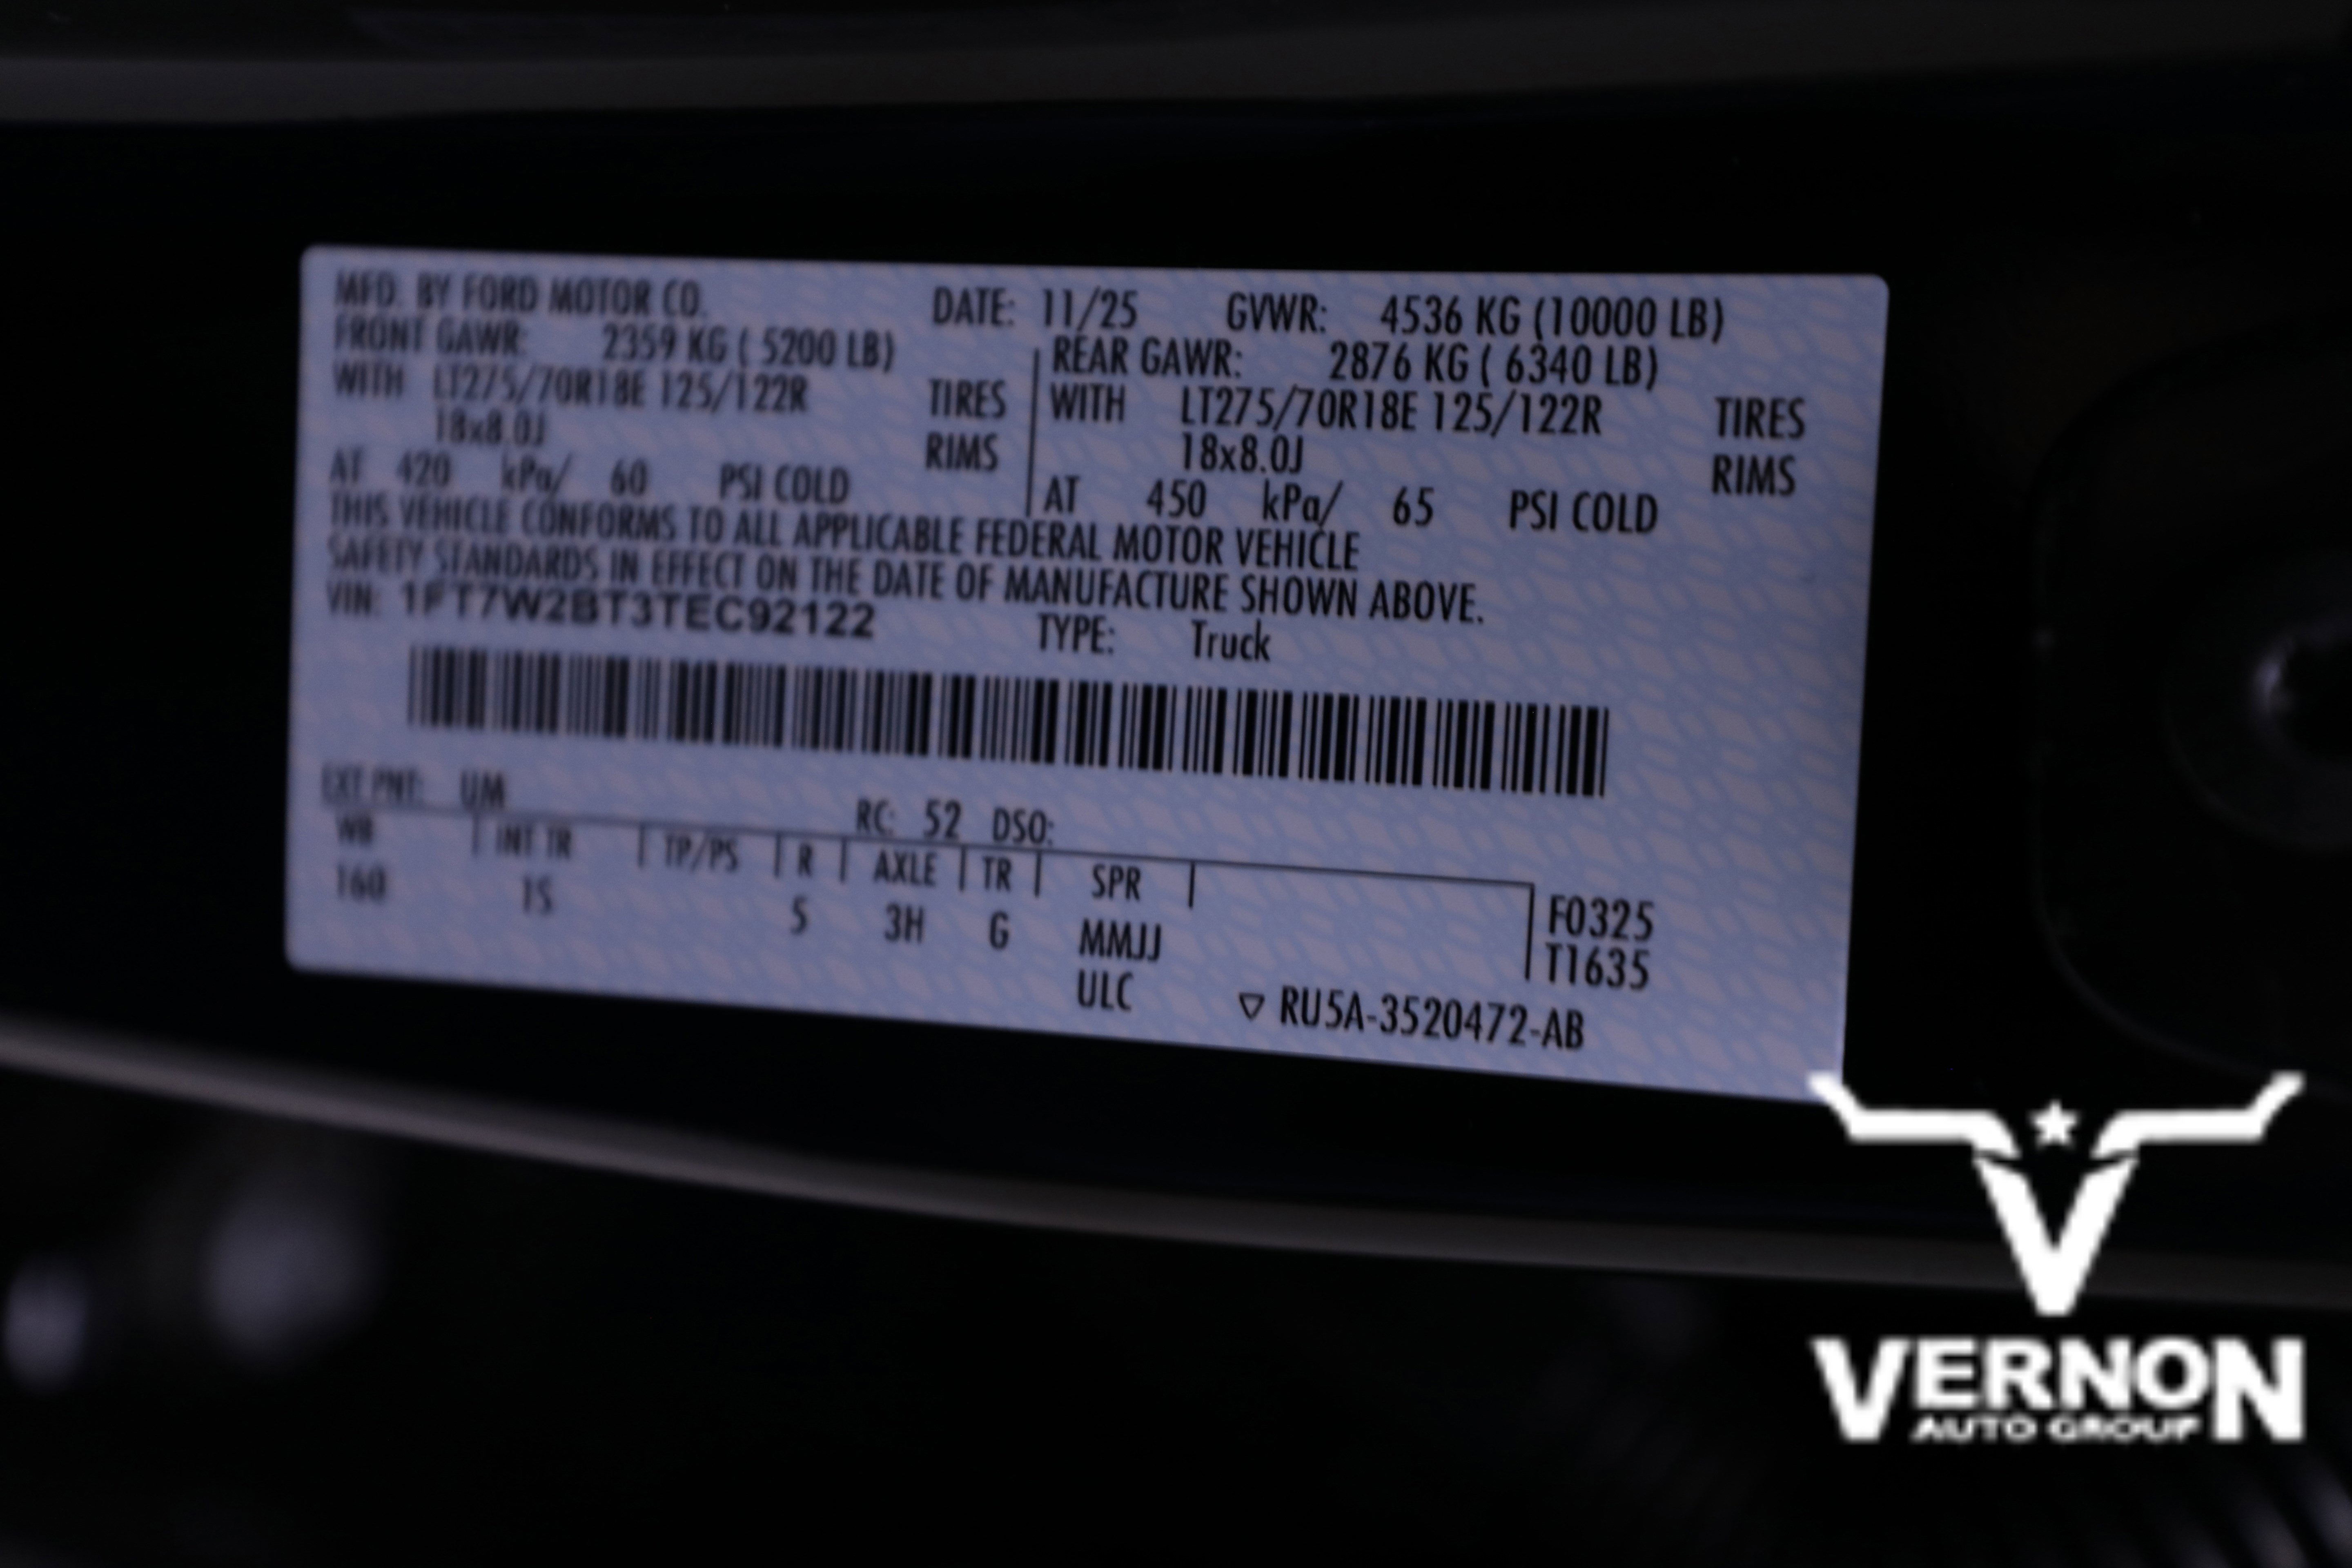 MFD. BY FORD MOTOR CO. DATE: 11/25 GVWR: 4536 KG (10000 LB)
FRONT GAWR: 2359 KG ( 5200 LB) REAR GAWR: 2876 KG ( 6340 LB)
WITH LT275/70R18E 125/122R TIRES WITH LT275/70R18E 125/122R TIRES
18x8.0J RIMS 18x8.0J RIMS
AT 420 kPa/ 60 PSI COLD AT 450 kPa/ 65 PSI COLD
THIS VEHICLE CONFORMS TO ALL APPLICABLE FEDERAL MOTOR VEHICLE
SAFETY STANDARDS IN EFFECT ON THE DATE OF MANUFACTURE SHOWN ABOVE.
VIN: 1FT7W2BT3TEC92122 TYPE: Truck
EXT PNT: UM RC: 52 DSO:
WB INT TR TP/PS R AXLE TR SPR F0325
160 1S 5 3H G MMJJ T1635
ULC ▽ RU5A-3520472-AB
VERNON
AUTO GROUP